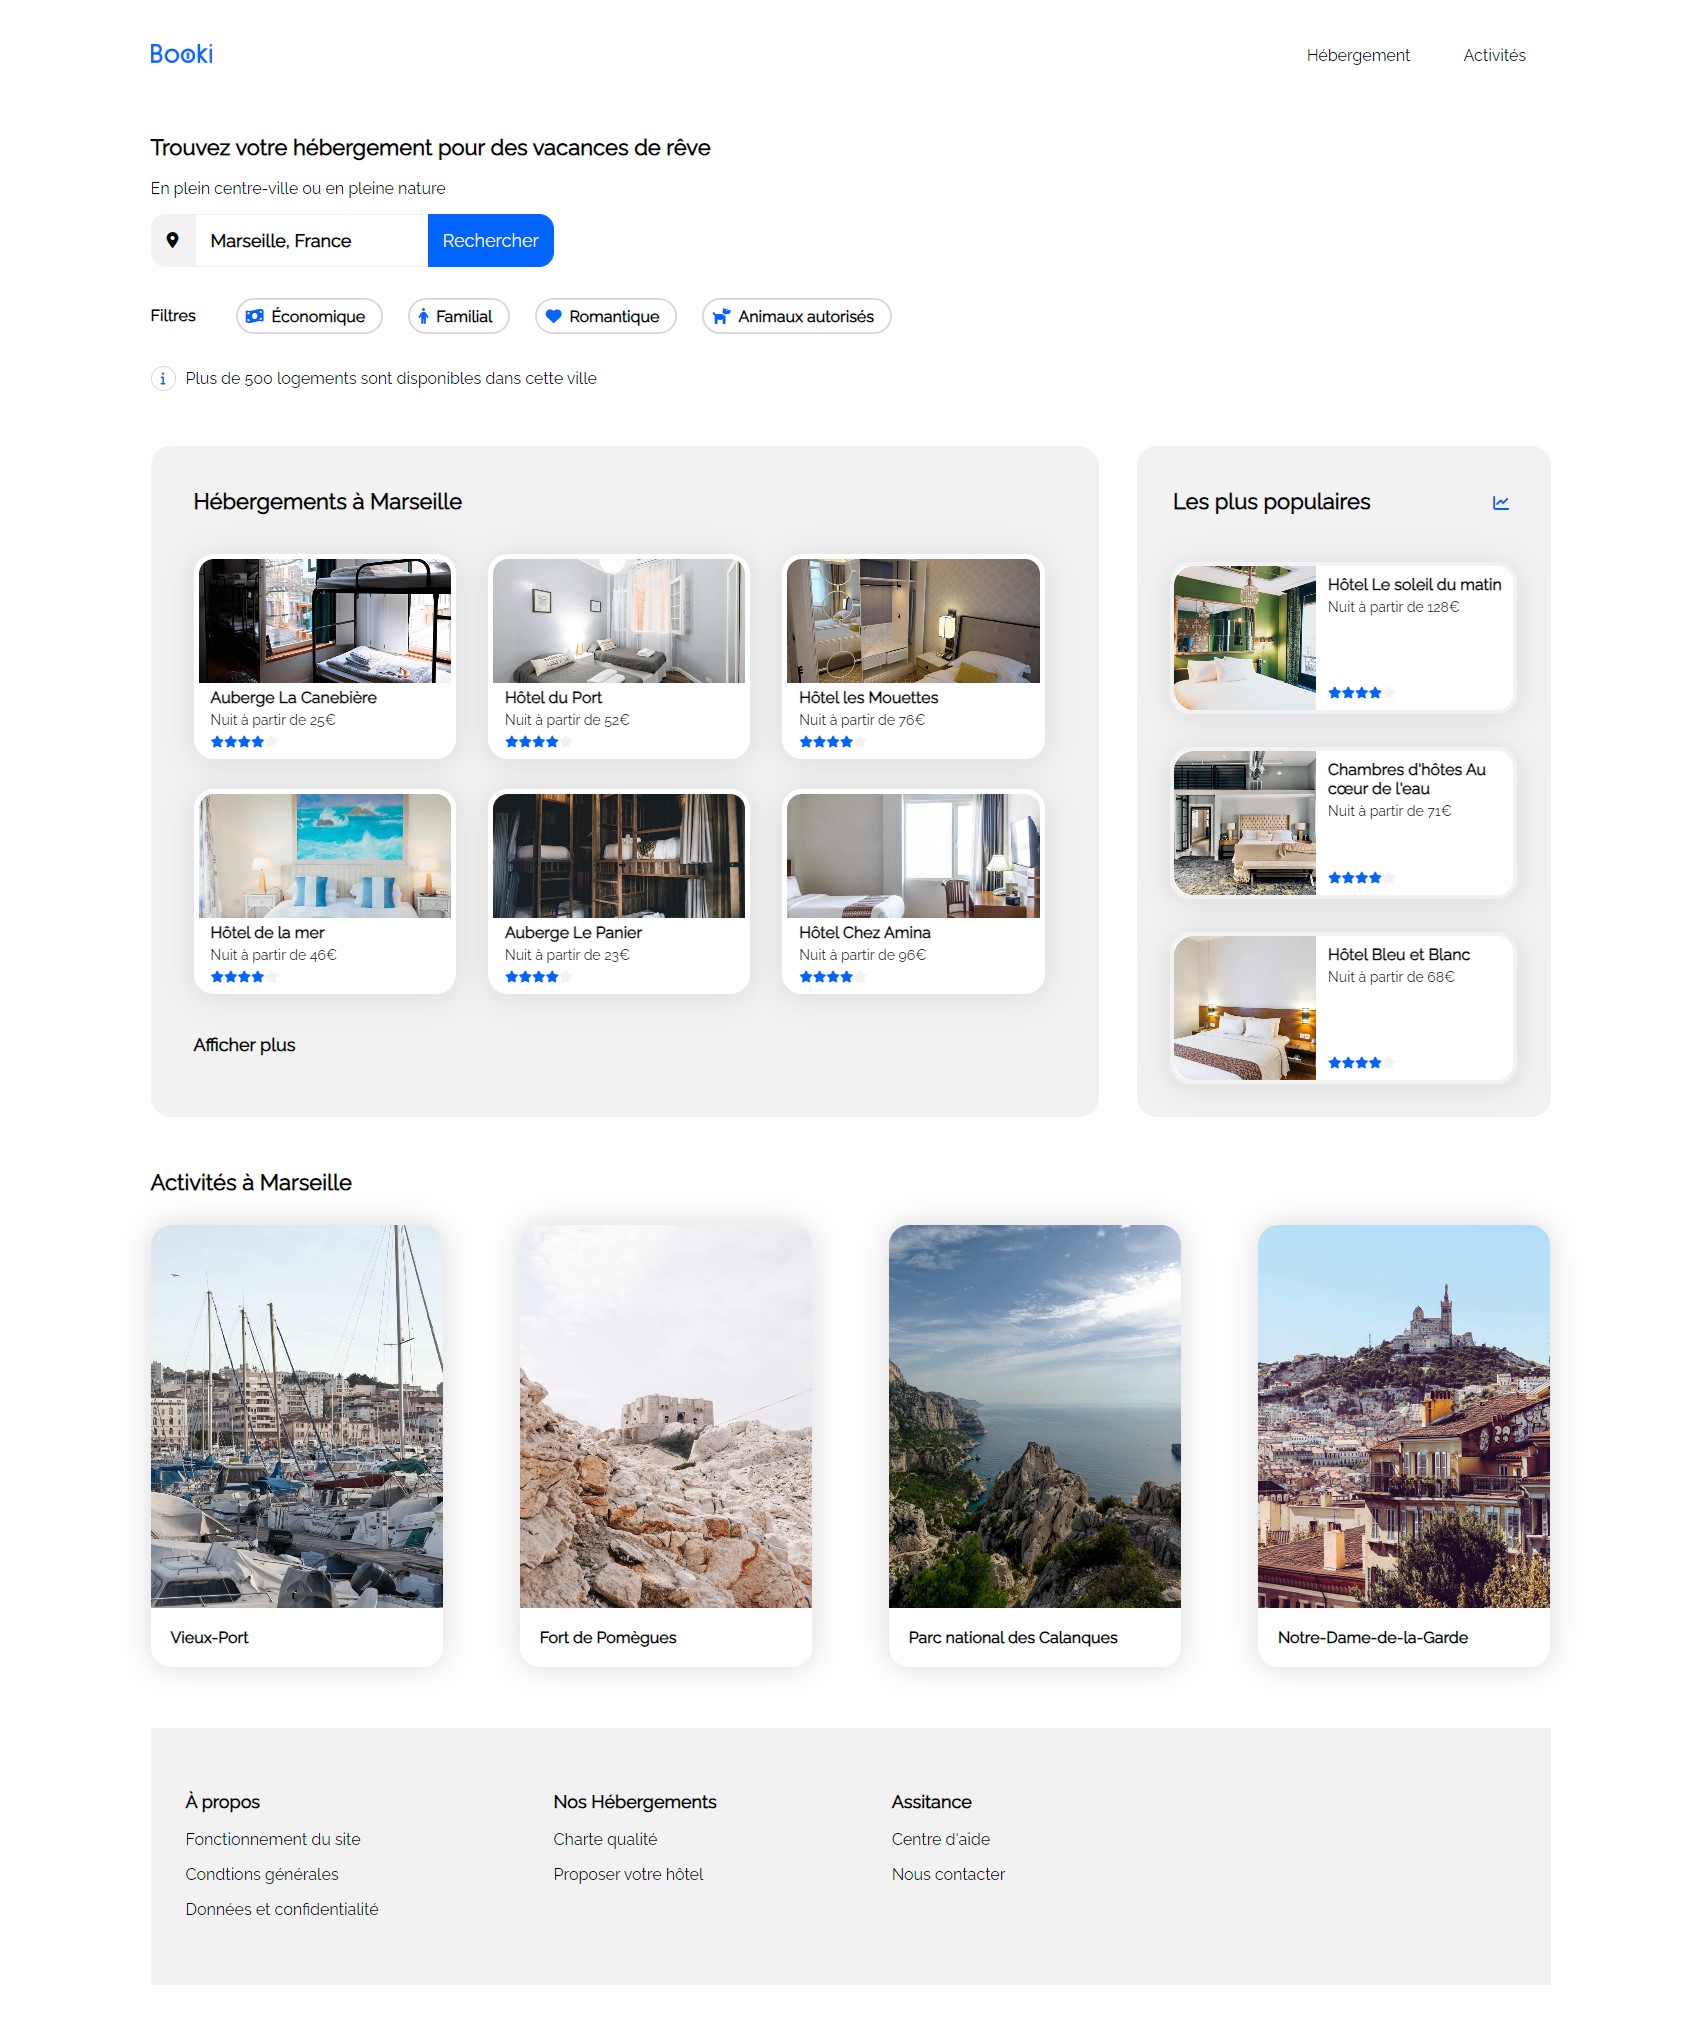 Booki
Hébergement
Activités
Trouvez votre hébergement pour des vacances de rêve
En plein centre-ville ou en pleine nature
Marseille, France
Rechercher
Filtres
Économique
Familial
Romantique
Animaux autorisés
Plus de 500 logements sont disponibles dans cette ville
Hébergements à Marseille
Auberge La Canebière
Nuit à partir de 25€
Hôtel du Port
Nuit à partir de 52€
Hôtel les Mouettes
Nuit à partir de 76€
Hôtel de la mer
Nuit à partir de 46€
Auberge Le Panier
Nuit à partir de 23€
Hôtel Chez Amina
Nuit à partir de 96€
Afficher plus
Les plus populaires
Hôtel Le soleil du matin
Nuit à partir de 128€
Chambres d'hôtes Au
cœur de l'eau
Nuit à partir de 71€
Hôtel Bleu et Blanc
Nuit à partir de 68€
Activités à Marseille
Vieux-Port
Fort de Pomègues
Parc national des Calanques
Notre-Dame-de-la-Garde
À propos
Fonctionnement du site
Condtions générales
Données et confidentialité
Nos Hébergements
Charte qualité
Proposer votre hôtel
Assitance
Centre d'aide
Nous contacter